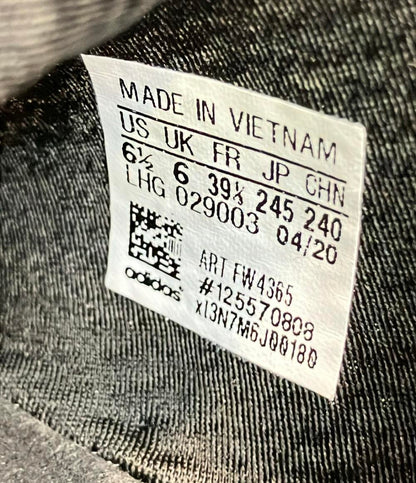 MADE IN VIETNAM
US UK FR JP CHN
6½ 6 39⅓ 245 240
LHG 029003 04/20
ART FW4365
#125570808
xl3N7M6J00180
adidas